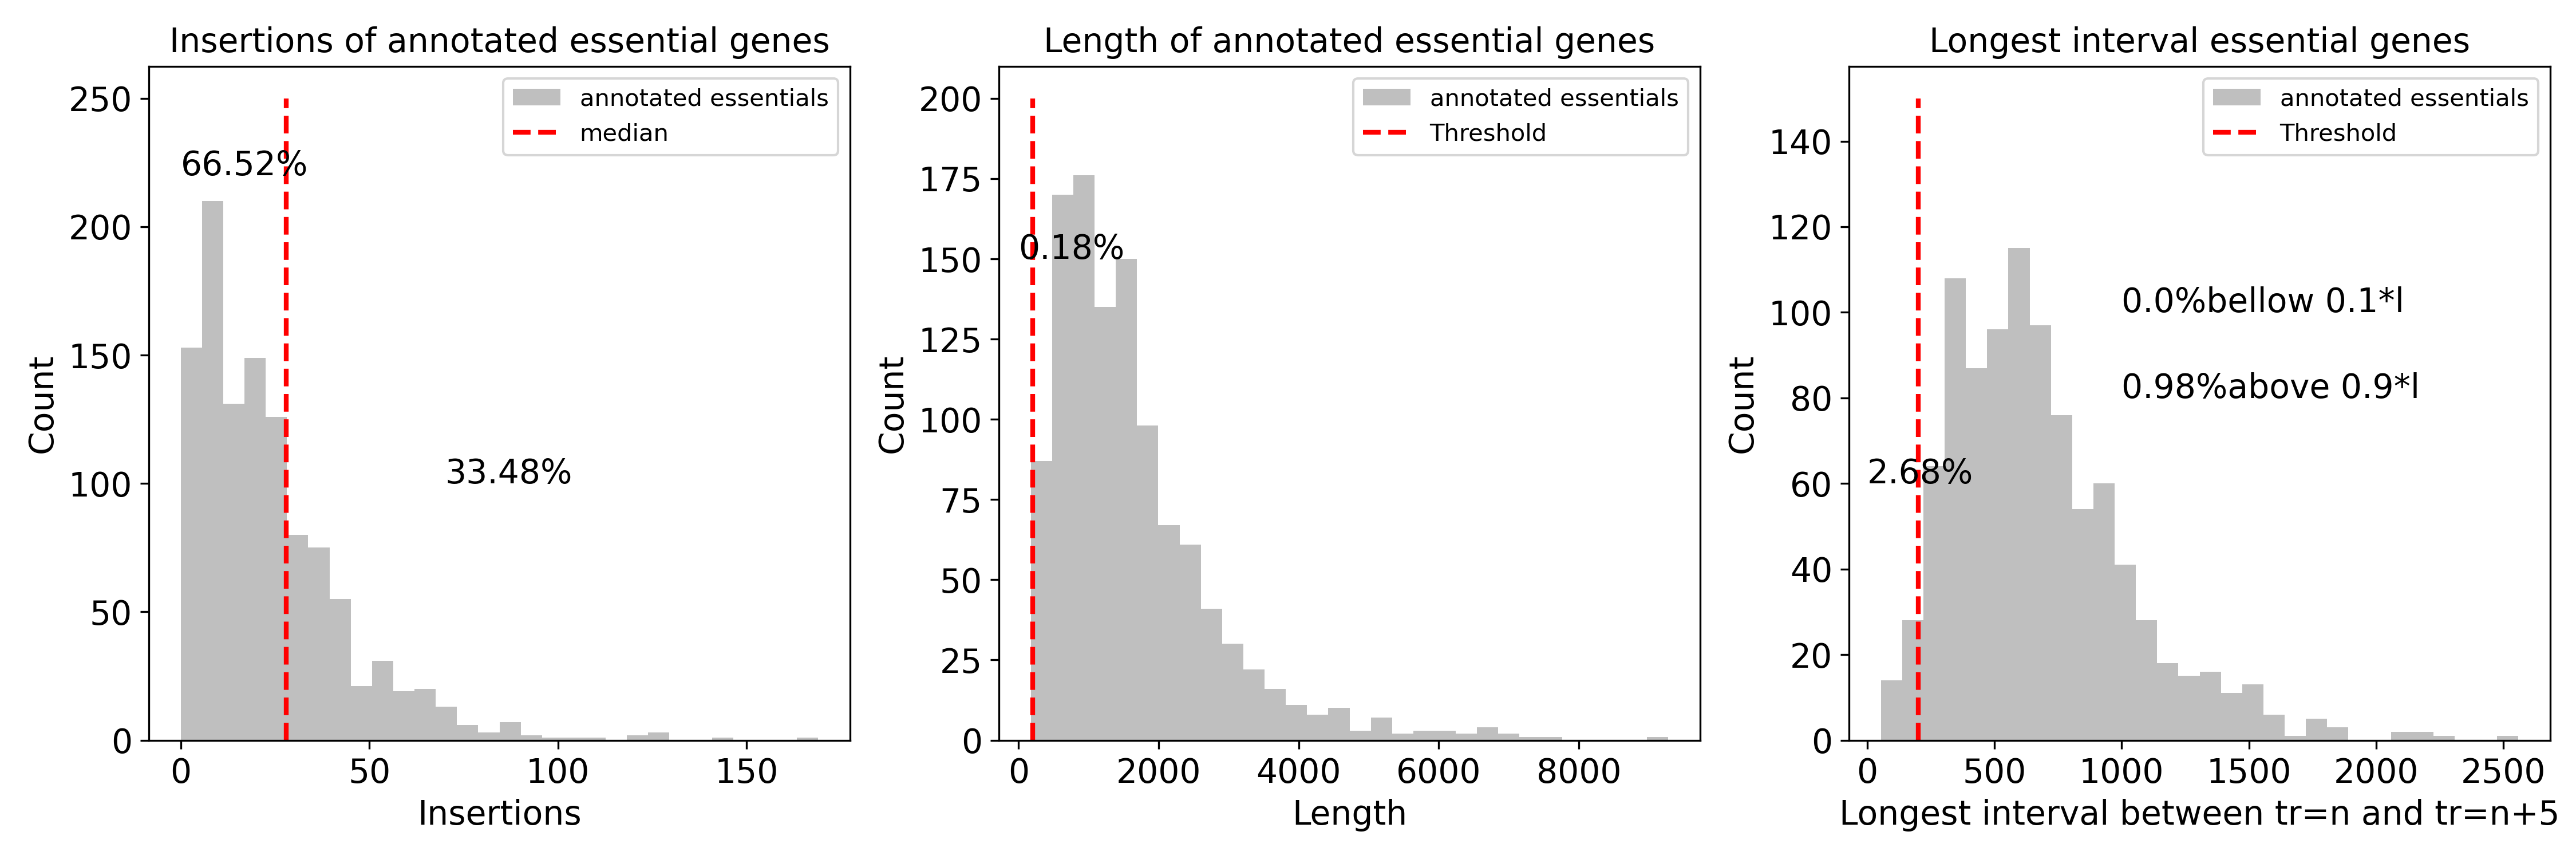 Insertions of annotated essential genes
250
200
150
100
50
0
Count
annotated essentials
median
66.52%
33.48%
0
50
100
150
Insertions
Length of annotated essential genes
200
175
150
125
100
75
50
25
0
Count
annotated essentials
Threshold
0.18%
0
2000
4000
6000
8000
Length
Longest interval essential genes
140
120
100
80
60
40
20
0
Count
annotated essentials
Threshold
0.0%bellow 0.1*l
0.98%above 0.9*l
2.68%
0
500
1000
1500
2000
2500
Longest interval between tr=n and tr=n+5